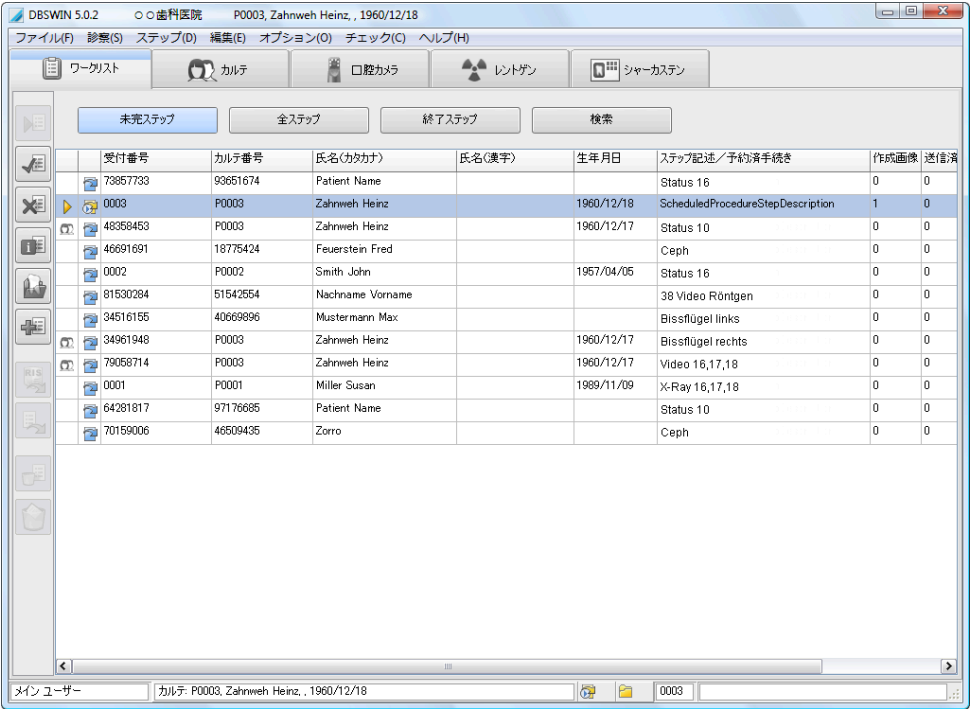 DBSWIN 5.0.2 〇〇歯科医院 P0003, Zahnweh Heinz, , 1960/12/18
ファイル(F) 診察(S) ステップ(D) 編集(E) オプション(O) チェック(C) ヘルプ(H)
ワークリスト カルテ 口腔カメラ レントゲン シャーカステン
未完ステップ 全ステップ 終了ステップ 検索
受付番号 カルテ番号 氏名(カタカナ) 氏名(漢字) 生年月日 ステップ記述／予約済手続き 作成画像 送信済
73857733 93651674 Patient Name Status 16 0 0
0003 P0003 Zahnweh Heinz 1960/12/18 ScheduledProcedureStepDescription 1 0
48358453 P0003 Zahnweh Heinz 1960/12/17 Status 10 0 0
46691691 18775424 Feuerstein Fred Ceph 0 0
0002 P0002 Smith John 1957/04/05 Status 16 0 0
81530284 51542554 Nachname Vorname 38 Video Röntgen 0 0
34516155 40669896 Mustermann Max Bissflügel links 0 0
34961948 P0003 Zahnweh Heinz 1960/12/17 Bissflügel rechts 0 0
79058714 P0003 Zahnweh Heinz 1960/12/17 Video 16,17,18 0 0
0001 P0001 Miller Susan 1989/11/09 X-Ray 16,17,18 0 0
64281817 97176685 Patient Name Status 10 0 0
70159006 46509435 Zorro Ceph 0 0
RIS
メイン ユーザー カルテ: P0003, Zahnweh Heinz, , 1960/12/18 0003